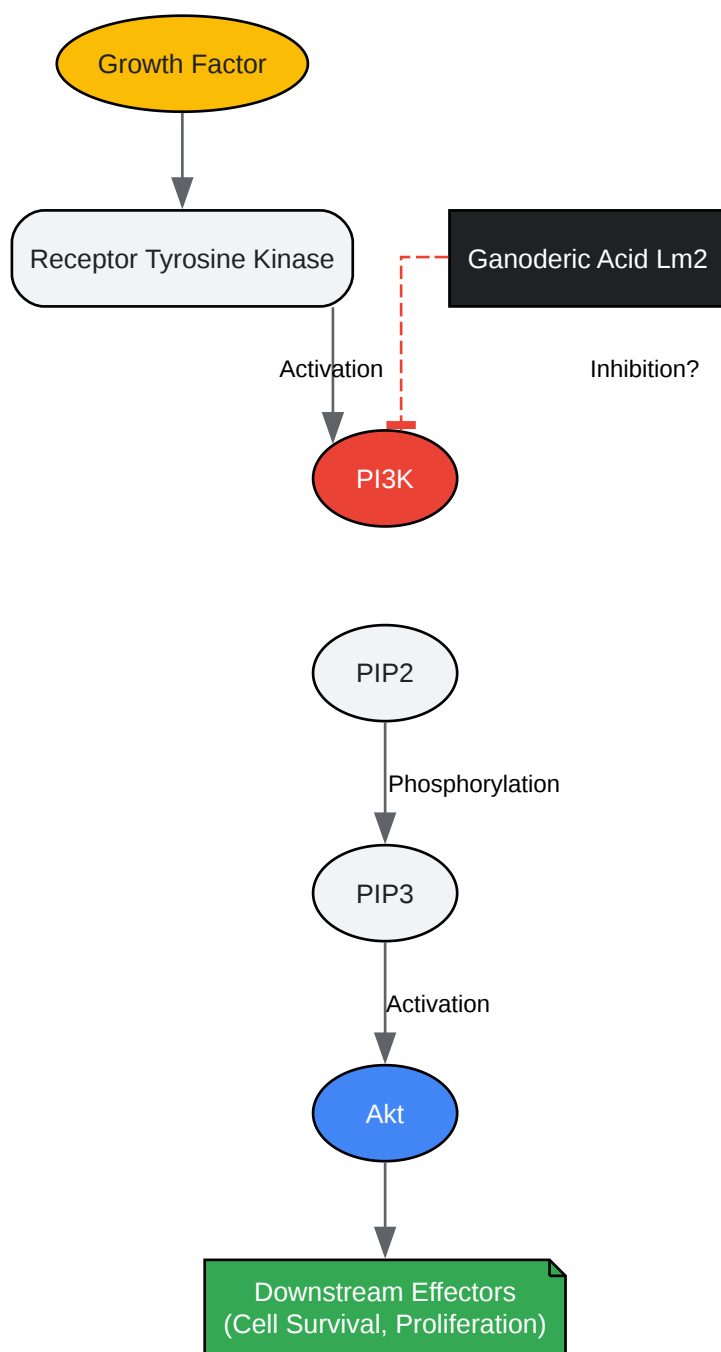 Growth Factor
Receptor Tyrosine Kinase
Ganoderic Acid Lm2
Activation
Inhibition?
PI3K
PIP2
Phosphorylation
PIP3
Activation
Akt
Downstream Effectors
(Cell Survival, Proliferation)